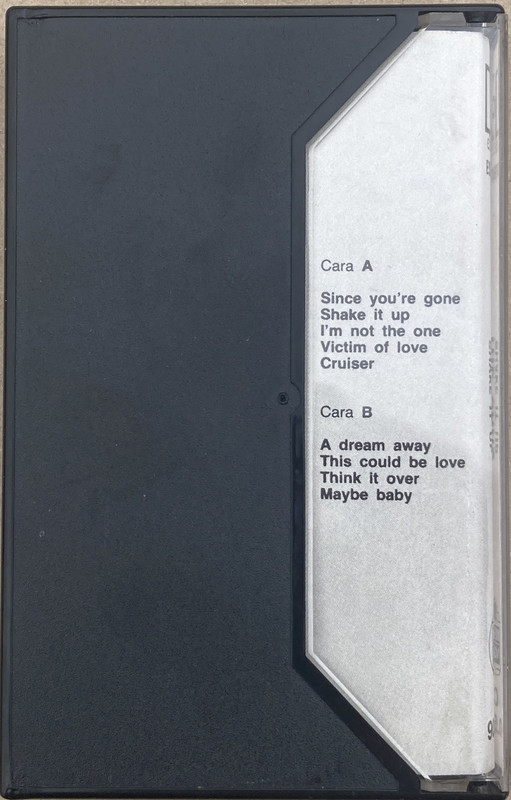 Cara A
Since you're gone
Shake it up
I'm not the one
Victim of love
Cruiser
Cara B
A dream away
This could be love
Think it over
Maybe baby